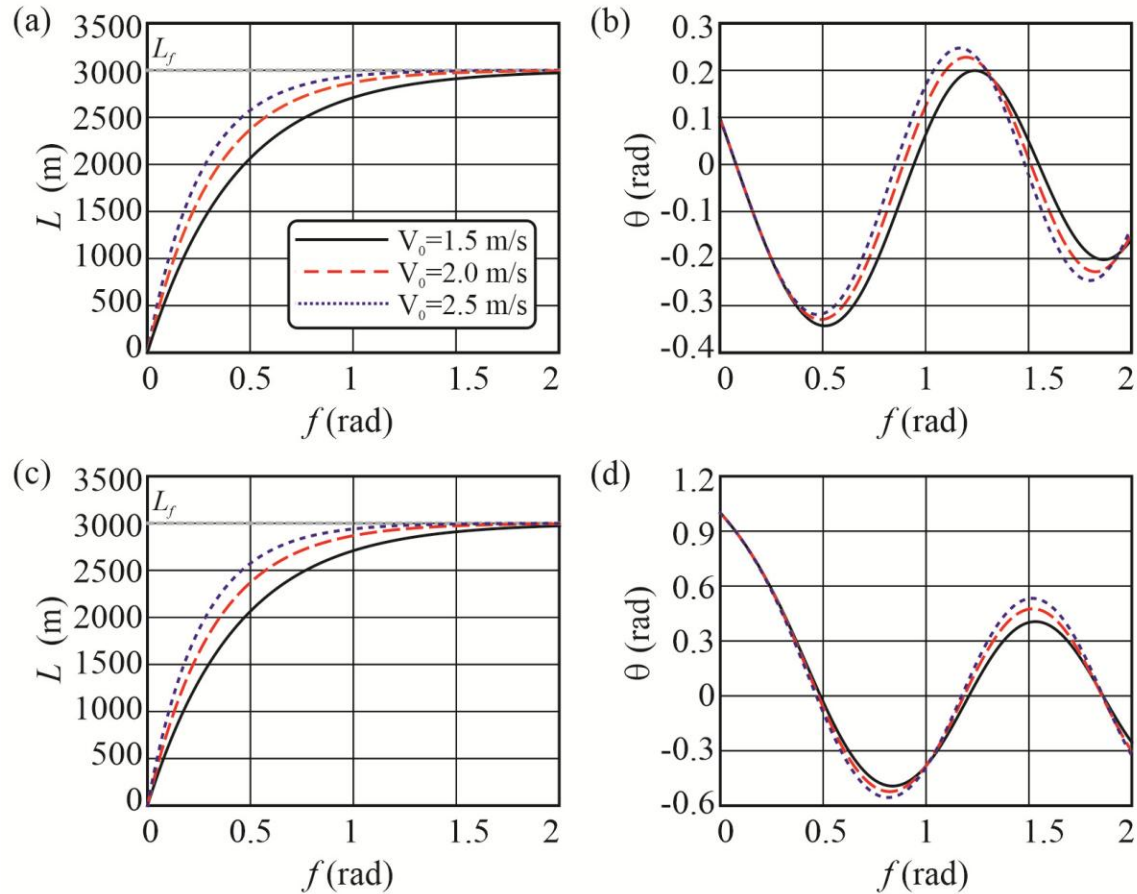 (a)
3500
3000
2500
2000
1500
1000
500
0
L (m)
L_f
V₀=1.5 m/s
V₀=2.0 m/s
V₀=2.5 m/s
0 0.5 1 1.5 2
f (rad)
(b)
0.3
0.2
0.1
0
-0.1
-0.2
-0.3
-0.4
θ (rad)
0 0.5 1 1.5 2
f (rad)
(c)
3500
3000
2500
2000
1500
1000
500
0
L (m)
L_f
0 0.5 1 1.5 2
f (rad)
(d)
1.2
0.9
0.6
0.3
0
-0.3
-0.6
θ (rad)
0 0.5 1 1.5 2
f (rad)